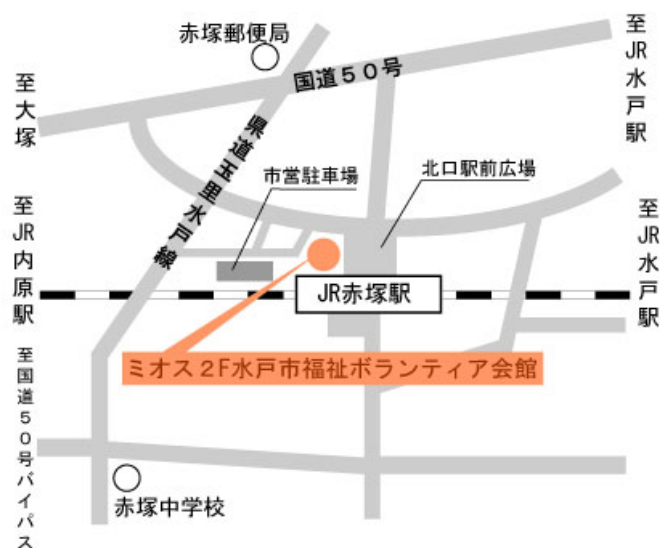 赤塚郵便局
国道５０号
至大塚
至JR水戸駅
県道玉里水戸線
市営駐車場
北口駅前広場
至JR内原駅
至JR水戸駅
JR赤塚駅
ミオス２F水戸市福祉ボランティア会館
至国道５０号バイパス
赤塚中学校